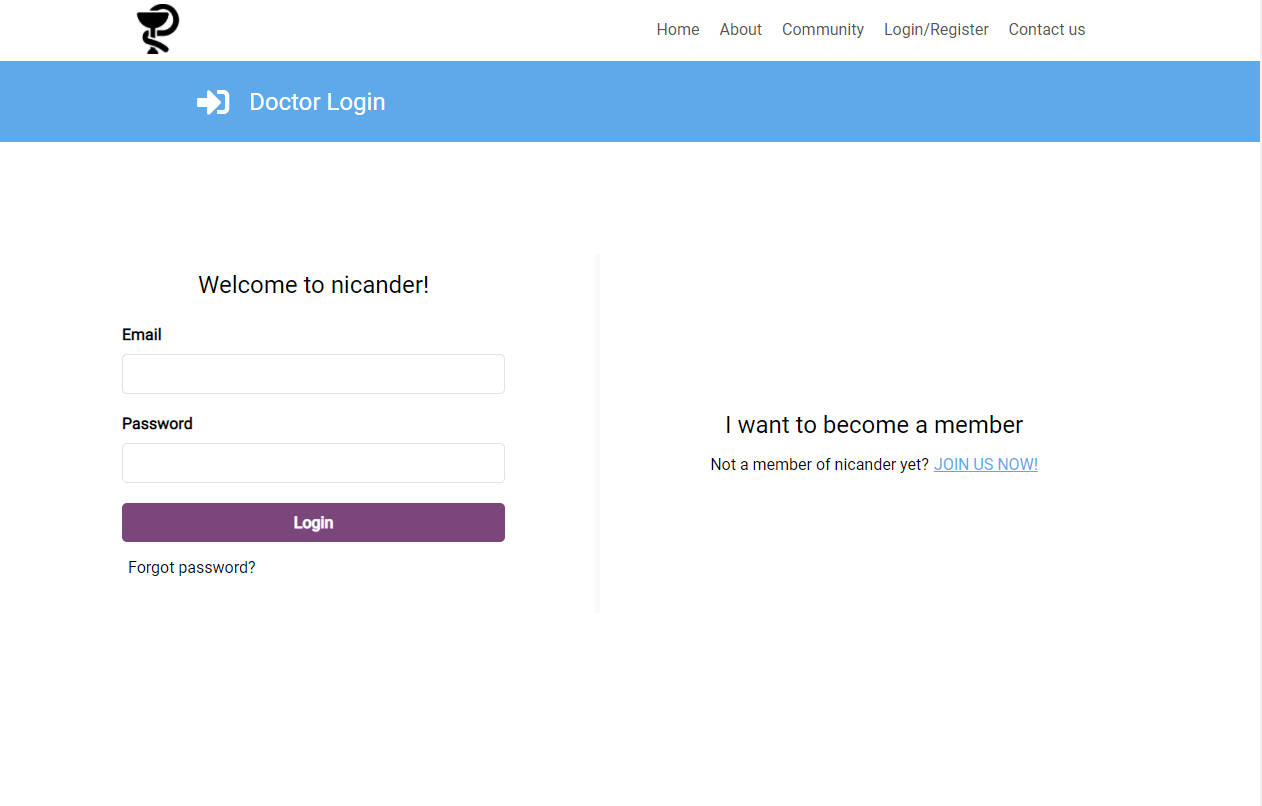 Home About Community Login/Register Contact us
Doctor Login
Welcome to nicander!
Email
Password
Login
Forgot password?
I want to become a member
Not a member of nicander yet? JOIN US NOW!